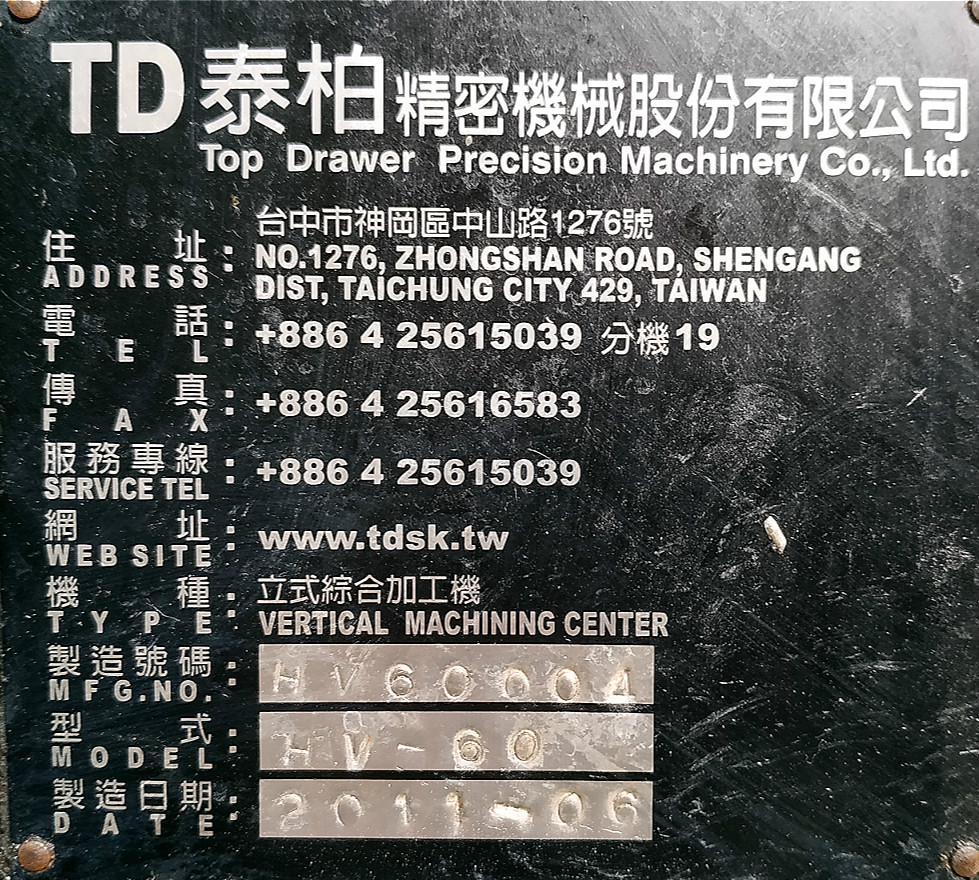 TD 泰柏精密機械股份有限公司
Top Drawer Precision Machinery Co., Ltd.
台中市神岡區中山路1276號
住址:
ADDRESS
NO.1276, ZHONGSHAN ROAD, SHENGANG
DIST, TAICHUNG CITY 429, TAIWAN
電話:
TEL
+886 4 25615039 分機19
傳真:
FAX
+886 4 25616583
服務專線:
SERVICE TEL
+886 4 25615039
網址:
WEB SITE
www.tdsk.tw
機種:
TYPE
立式綜合加工機
VERTICAL MACHINING CENTER
製造號碼:
MFG.NO.
HV60004
型式:
MODEL
HV-60
製造日期:
DATE
2011-06